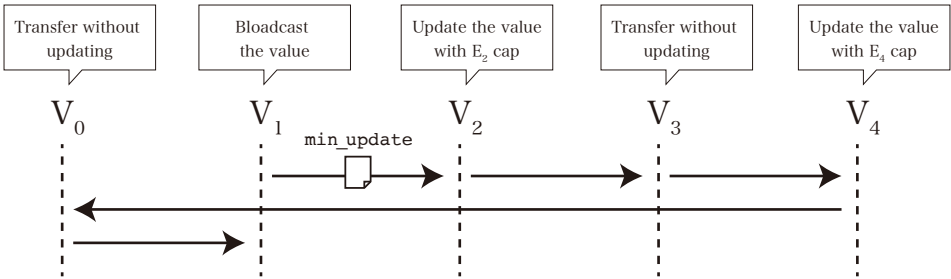 Transfer without
updating
Bloadcast
the value
Update the value
with E₂ cap
Transfer without
updating
Update the value
with E₄ cap
V₀
V₁
V₂
V₃
V₄
min_update